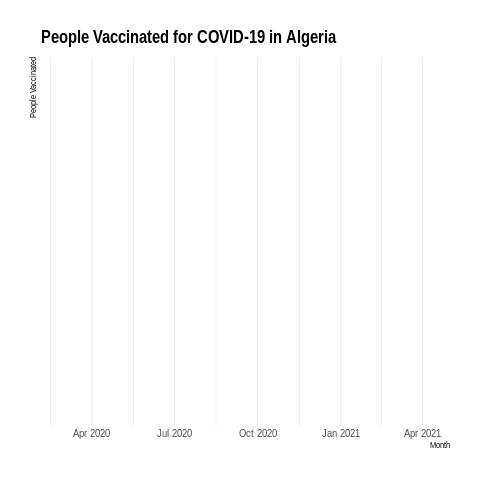 People Vaccinated for COVID-19 in Algeria
People Vaccinated
Apr 2020 Jul 2020 Oct 2020 Jan 2021 Apr 2021
Month